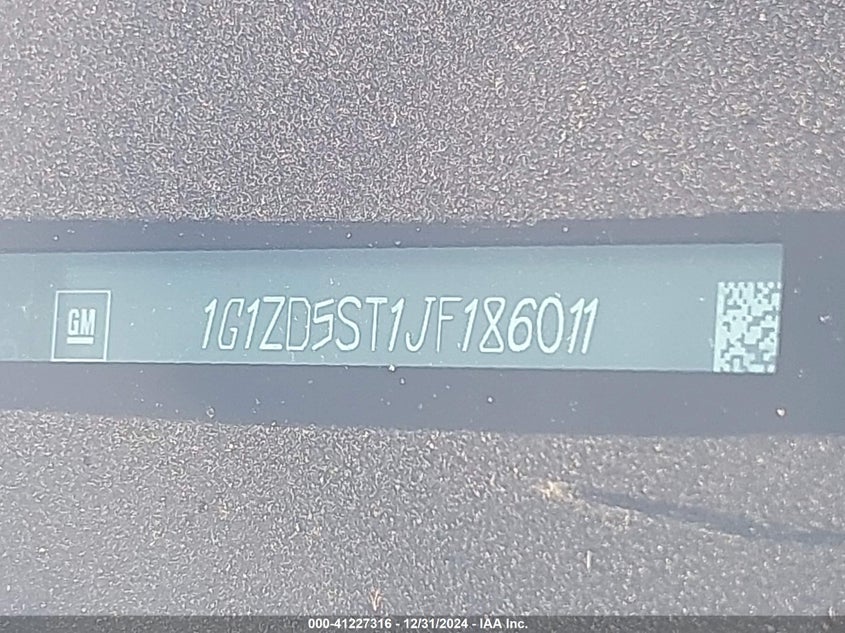 GM
1G1ZD5ST1JF186011
000-41227316 - 12/31/2024 - IAA Inc.